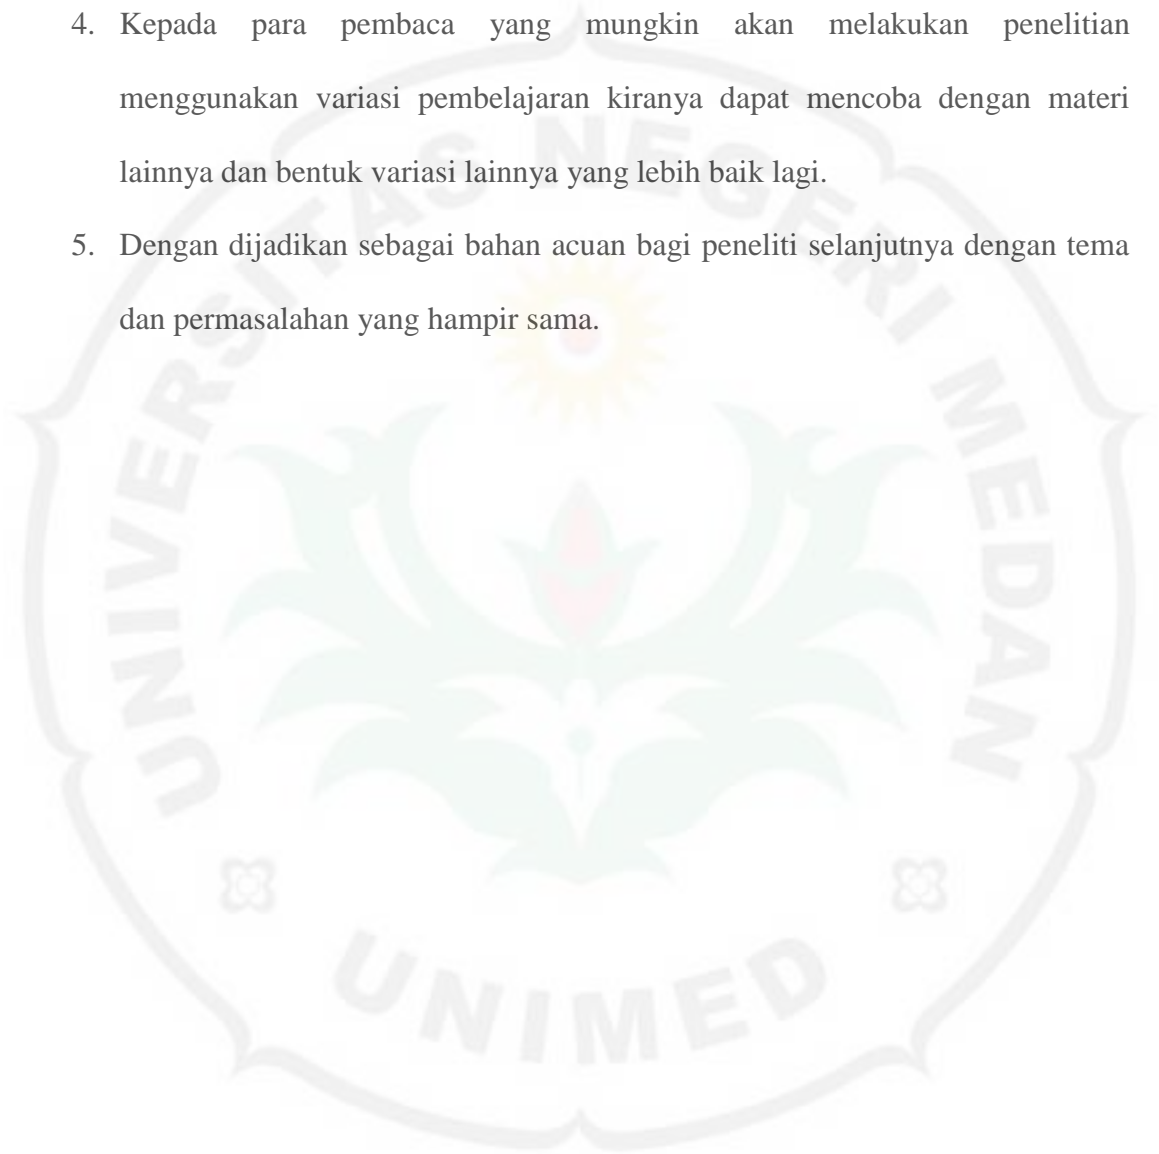 4. Kepada para pembaca yang mungkin akan melakukan penelitian
menggunakan variasi pembelajaran kiranya dapat mencoba dengan materi
lainnya dan bentuk variasi lainnya yang lebih baik lagi.
5. Dengan dijadikan sebagai bahan acuan bagi peneliti selanjutnya dengan tema
dan permasalahan yang hampir sama.
UNIVERSITAS NEGERI MEDAN
UNIMED